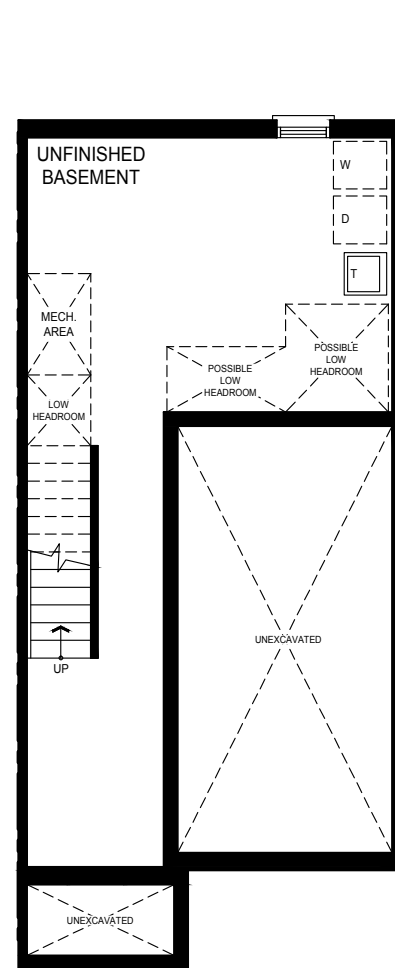 UNFINISHED
BASEMENT
W
D
T
MECH.
AREA
POSSIBLE
LOW
HEADROOM
POSSIBLE
LOW
HEADROOM
LOW
HEADROOM
UNEXCAVATED
UP
UNEXCAVATED